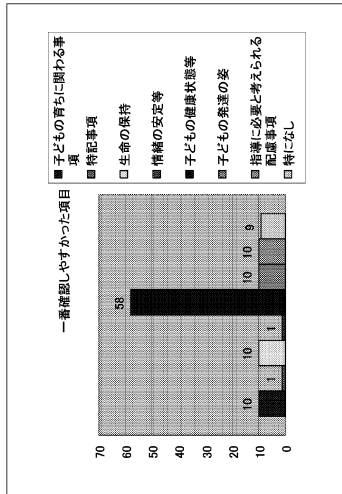 一番確認しやすかった項目
70
60
50
40
30
20
10
0
10
1
10
1
58
10
10
9
■子どもの育ちに関わる事
項
■特記事項
□生命の保持
■情緒の安定等
■子どもの健康状態等
■子どもの発達の姿
■指導に必要と考えられる
配慮事項
□特になし